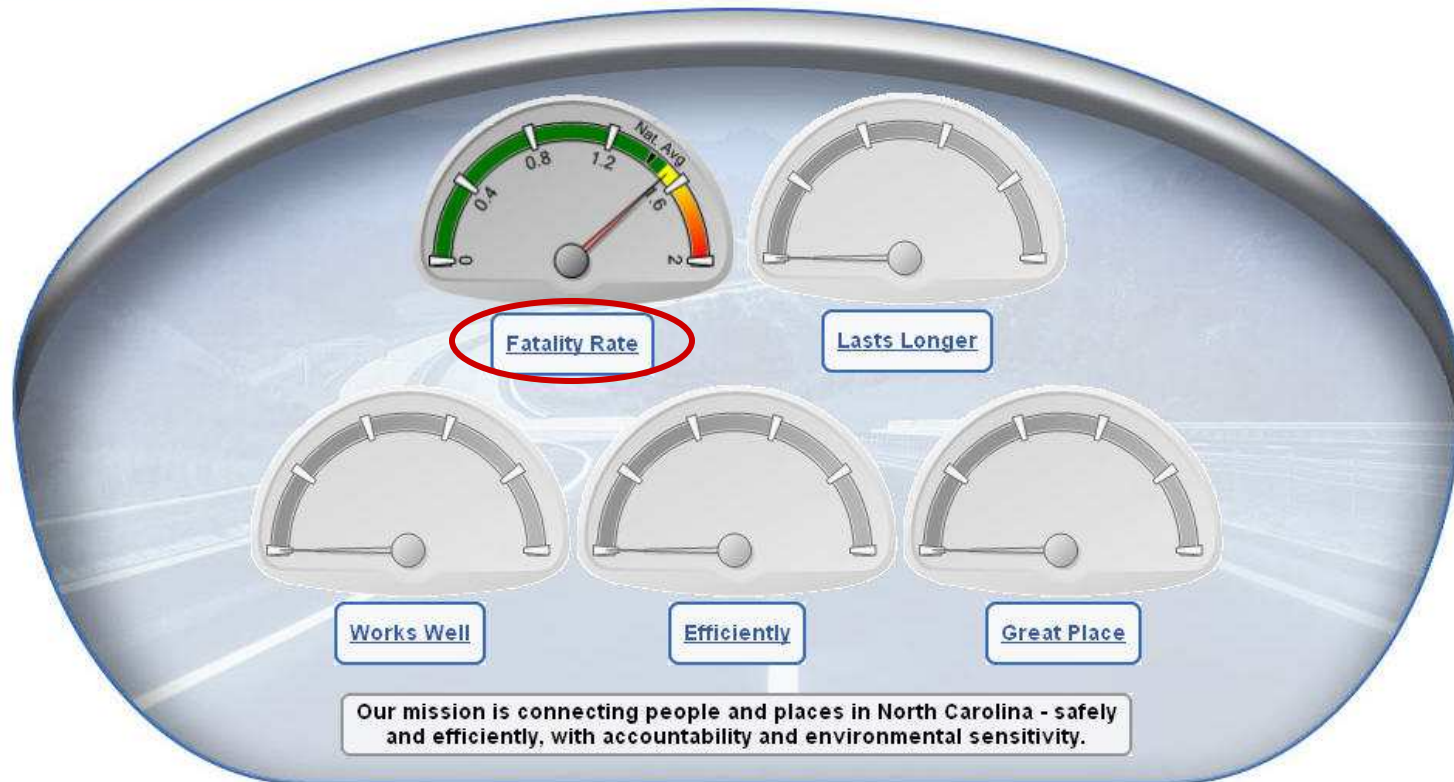 0
0.4
0.8
1.2
Nat. Avg
1.6
2
Fatality Rate
Lasts Longer
Works Well
Efficiently
Great Place
Our mission is connecting people and places in North Carolina - safely
and efficiently, with accountability and environmental sensitivity.